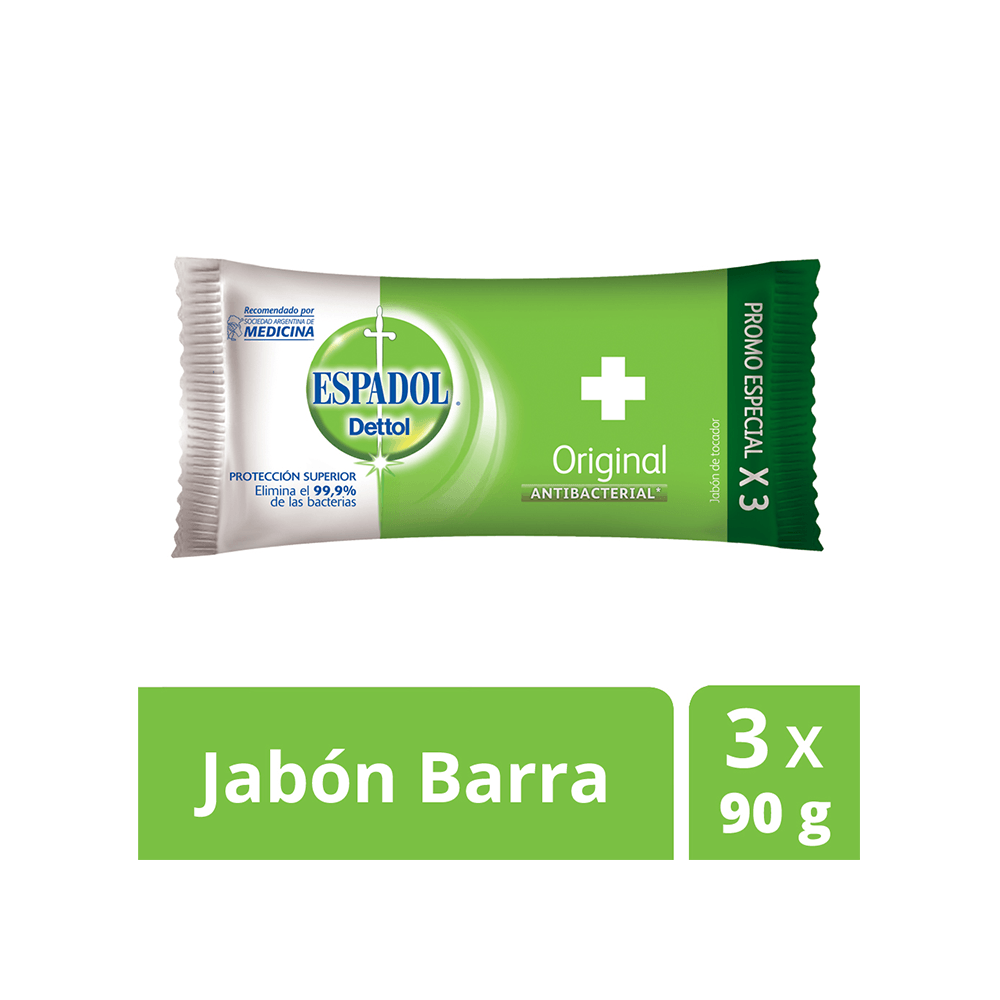 Recomendado por
SOCIEDAD ARGENTINA DE
MEDICINA
ESPADOL
Dettol
PROTECCIÓN SUPERIOR
Elimina el 99,9%
de las bacterias
Original
ANTIBACTERIAL*
Jabón de tocador
PROMO ESPECIAL X 3
Jabón Barra
3 X
90 g